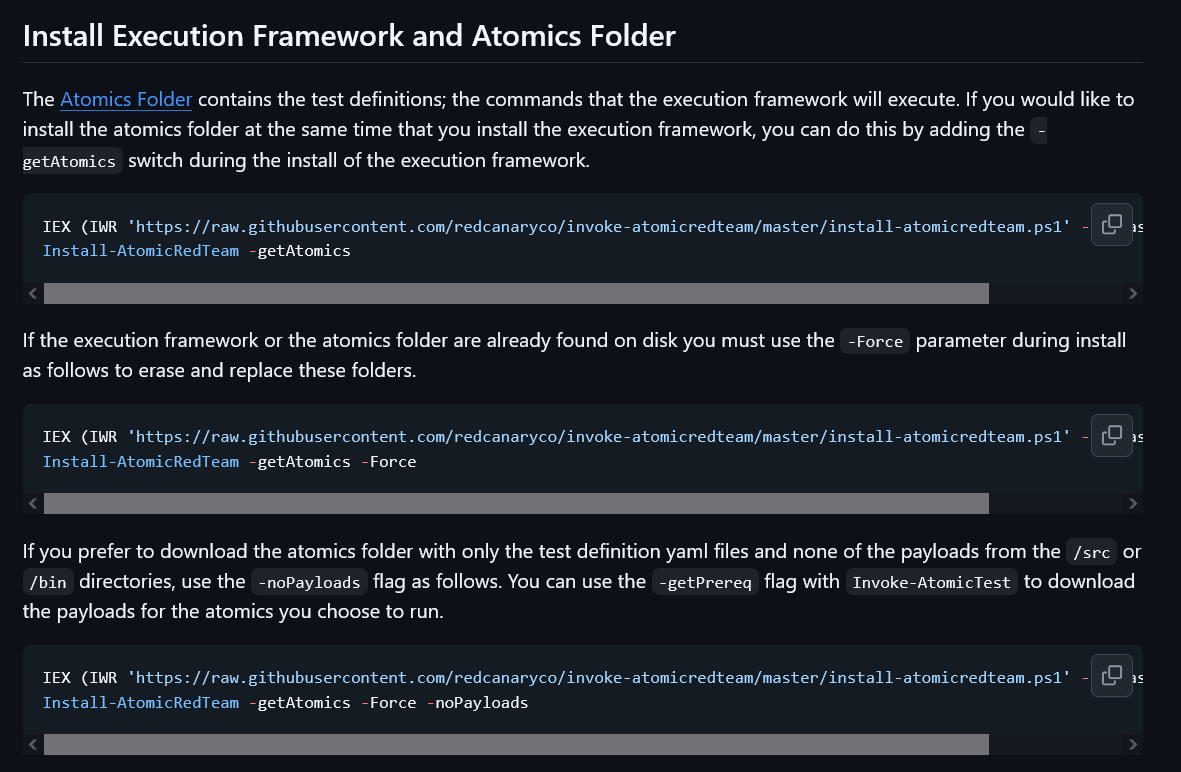 Install Execution Framework and Atomics Folder
The Atomics Folder contains the test definitions; the commands that the execution framework will execute. If you would like to
install the atomics folder at the same time that you install the execution framework, you can do this by adding the -
getAtomics switch during the install of the execution framework.
IEX (IWR 'https://raw.githubusercontent.com/redcanaryco/invoke-atomicredteam/master/install-atomicredteam.ps1' -
Install-AtomicRedTeam -getAtomics
If the execution framework or the atomics folder are already found on disk you must use the -Force parameter during install
as follows to erase and replace these folders.
IEX (IWR 'https://raw.githubusercontent.com/redcanaryco/invoke-atomicredteam/master/install-atomicredteam.ps1' -
Install-AtomicRedTeam -getAtomics -Force
If you prefer to download the atomics folder with only the test definition yaml files and none of the payloads from the /src or
/bin directories, use the -noPayloads flag as follows. You can use the -getPrereq flag with Invoke-AtomicTest to download
the payloads for the atomics you choose to run.
IEX (IWR 'https://raw.githubusercontent.com/redcanaryco/invoke-atomicredteam/master/install-atomicredteam.ps1' -
Install-AtomicRedTeam -getAtomics -Force -noPayloads